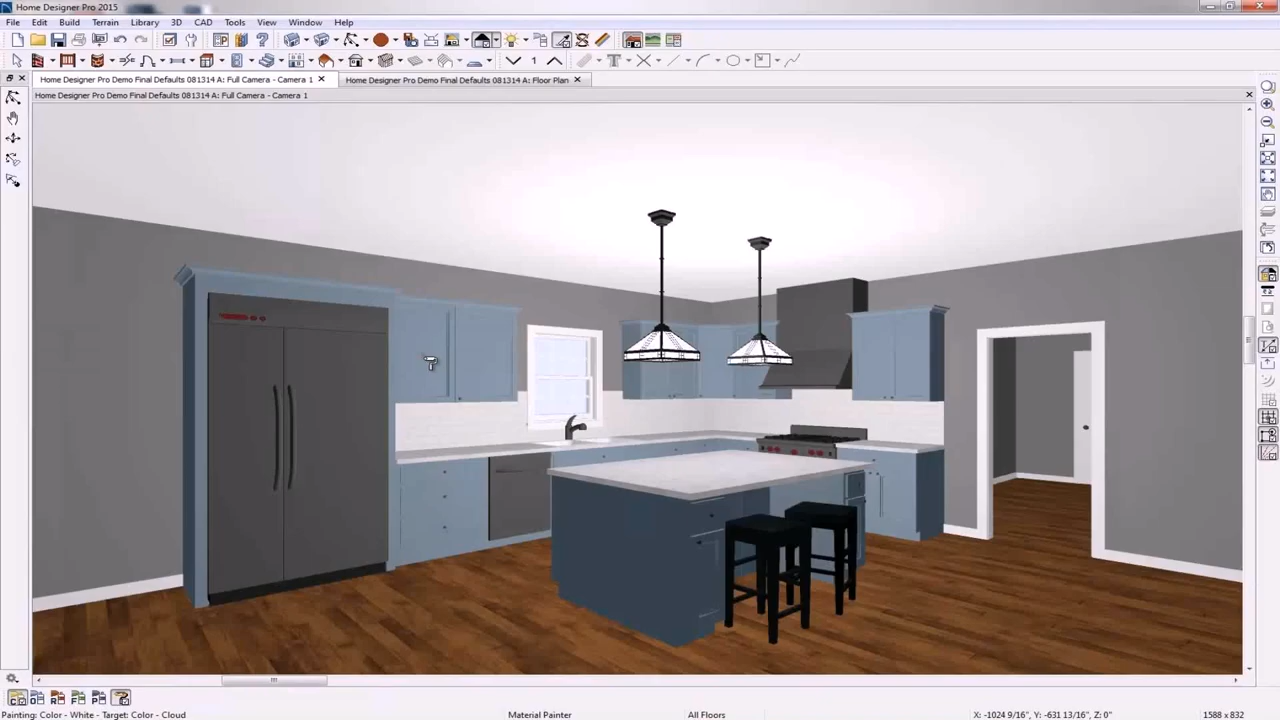 Home Designer Pro 2015
File Edit Build Terrain Library 3D CAD Tools View Window Help
Home Designer Pro Demo Final Defaults 081314 A: Full Camera - Camera 1
Home Designer Pro Demo Final Defaults 081314 A: Floor Plan
Home Designer Pro Demo Final Defaults 081314 A: Full Camera - Camera 1
Painting: Color - White - Target: Color - Cloud
Material Painter
All Floors
X: -1024 9/16", Y: -631 13/16", Z: 0"
1588 x 832